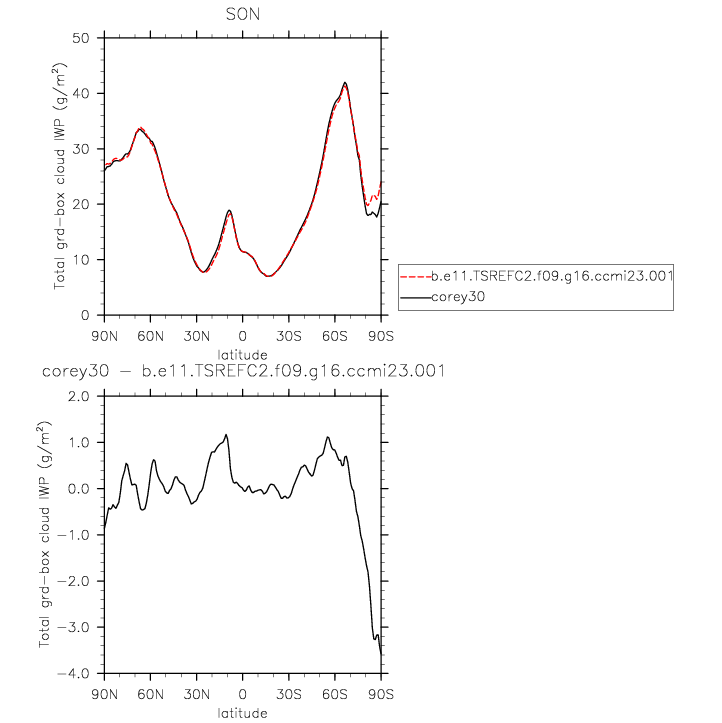 SON
Total grd-box cloud IWP (g/m²)
50
40
30
20
10
0
90N 60N 30N 0 30S 60S 90S
latitude
b.e11.TSREFC2.f09.g16.ccmi23.001
corey30
corey30 - b.e11.TSREFC2.f09.g16.ccmi23.001
Total grd-box cloud IWP (g/m²)
2.0
1.0
0.0
-1.0
-2.0
-3.0
-4.0
90N 60N 30N 0 30S 60S 90S
latitude